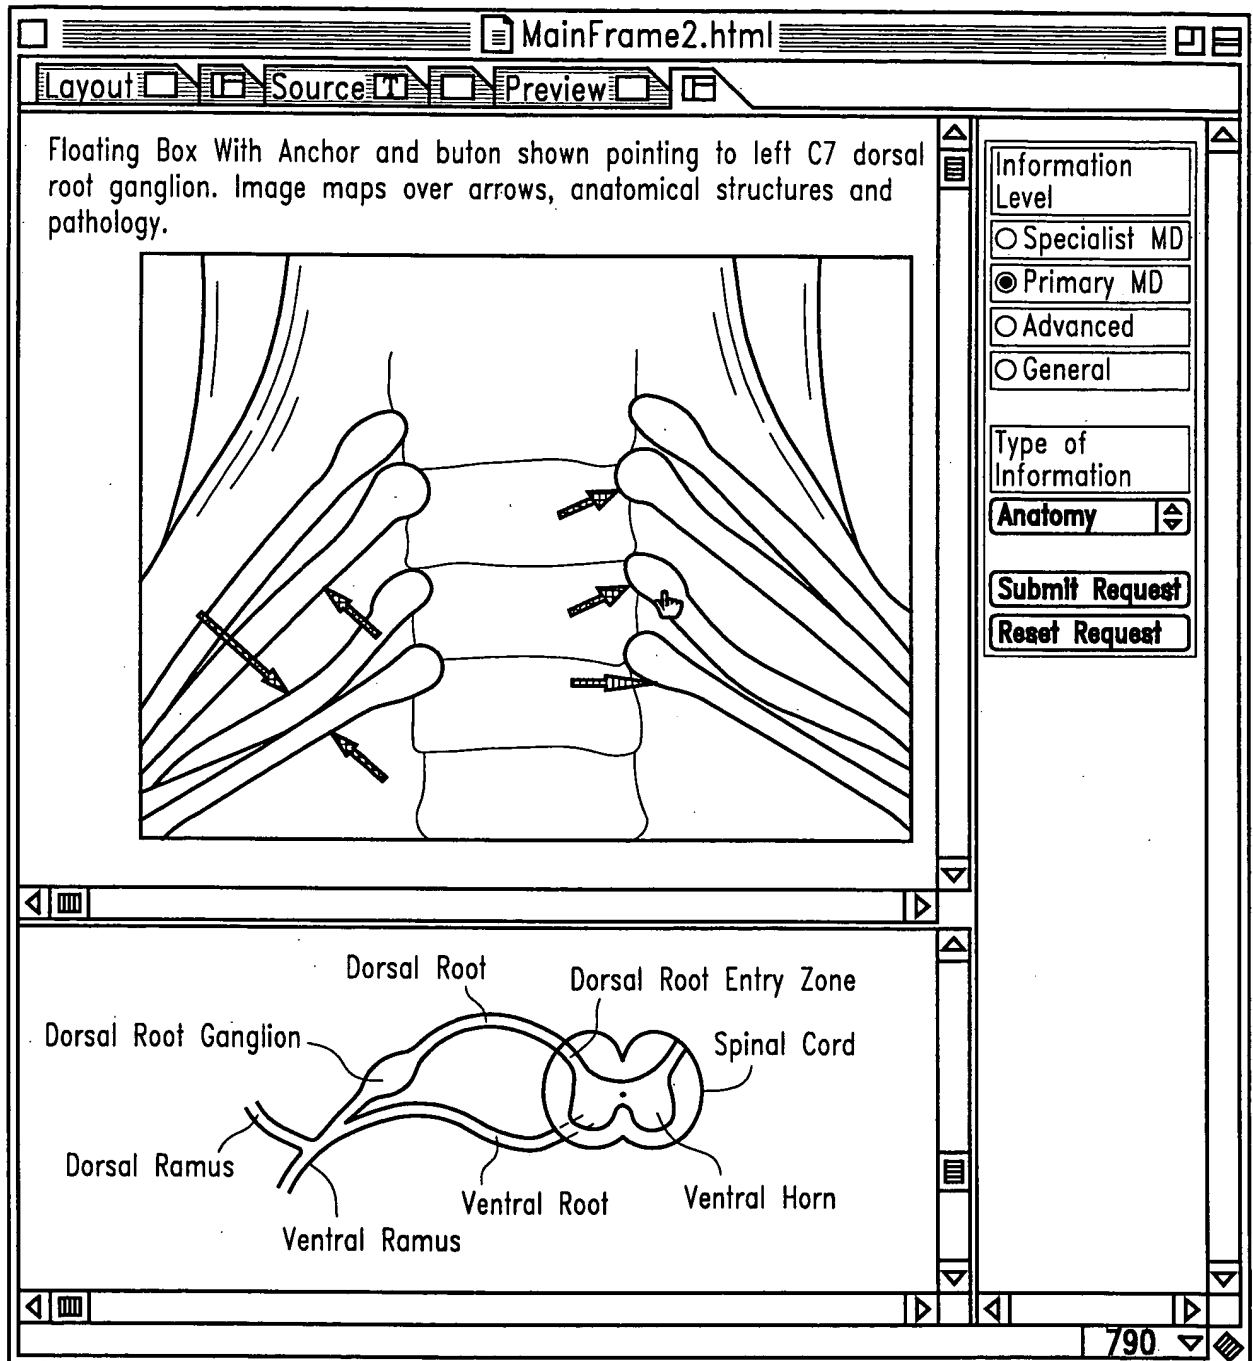 MainFrame2.html
Layout Source T Preview
Floating Box With Anchor and buton shown pointing to left C7 dorsal
root ganglion. Image maps over arrows, anatomical structures and
pathology.
Information
Level
Specialist MD
Primary MD
Advanced
General
Type of
Information
Anatomy
Submit Request
Reset Request
Dorsal Root
Dorsal Root Entry Zone
Dorsal Root Ganglion
Spinal Cord
Dorsal Ramus
Ventral Root
Ventral Horn
Ventral Ramus
790